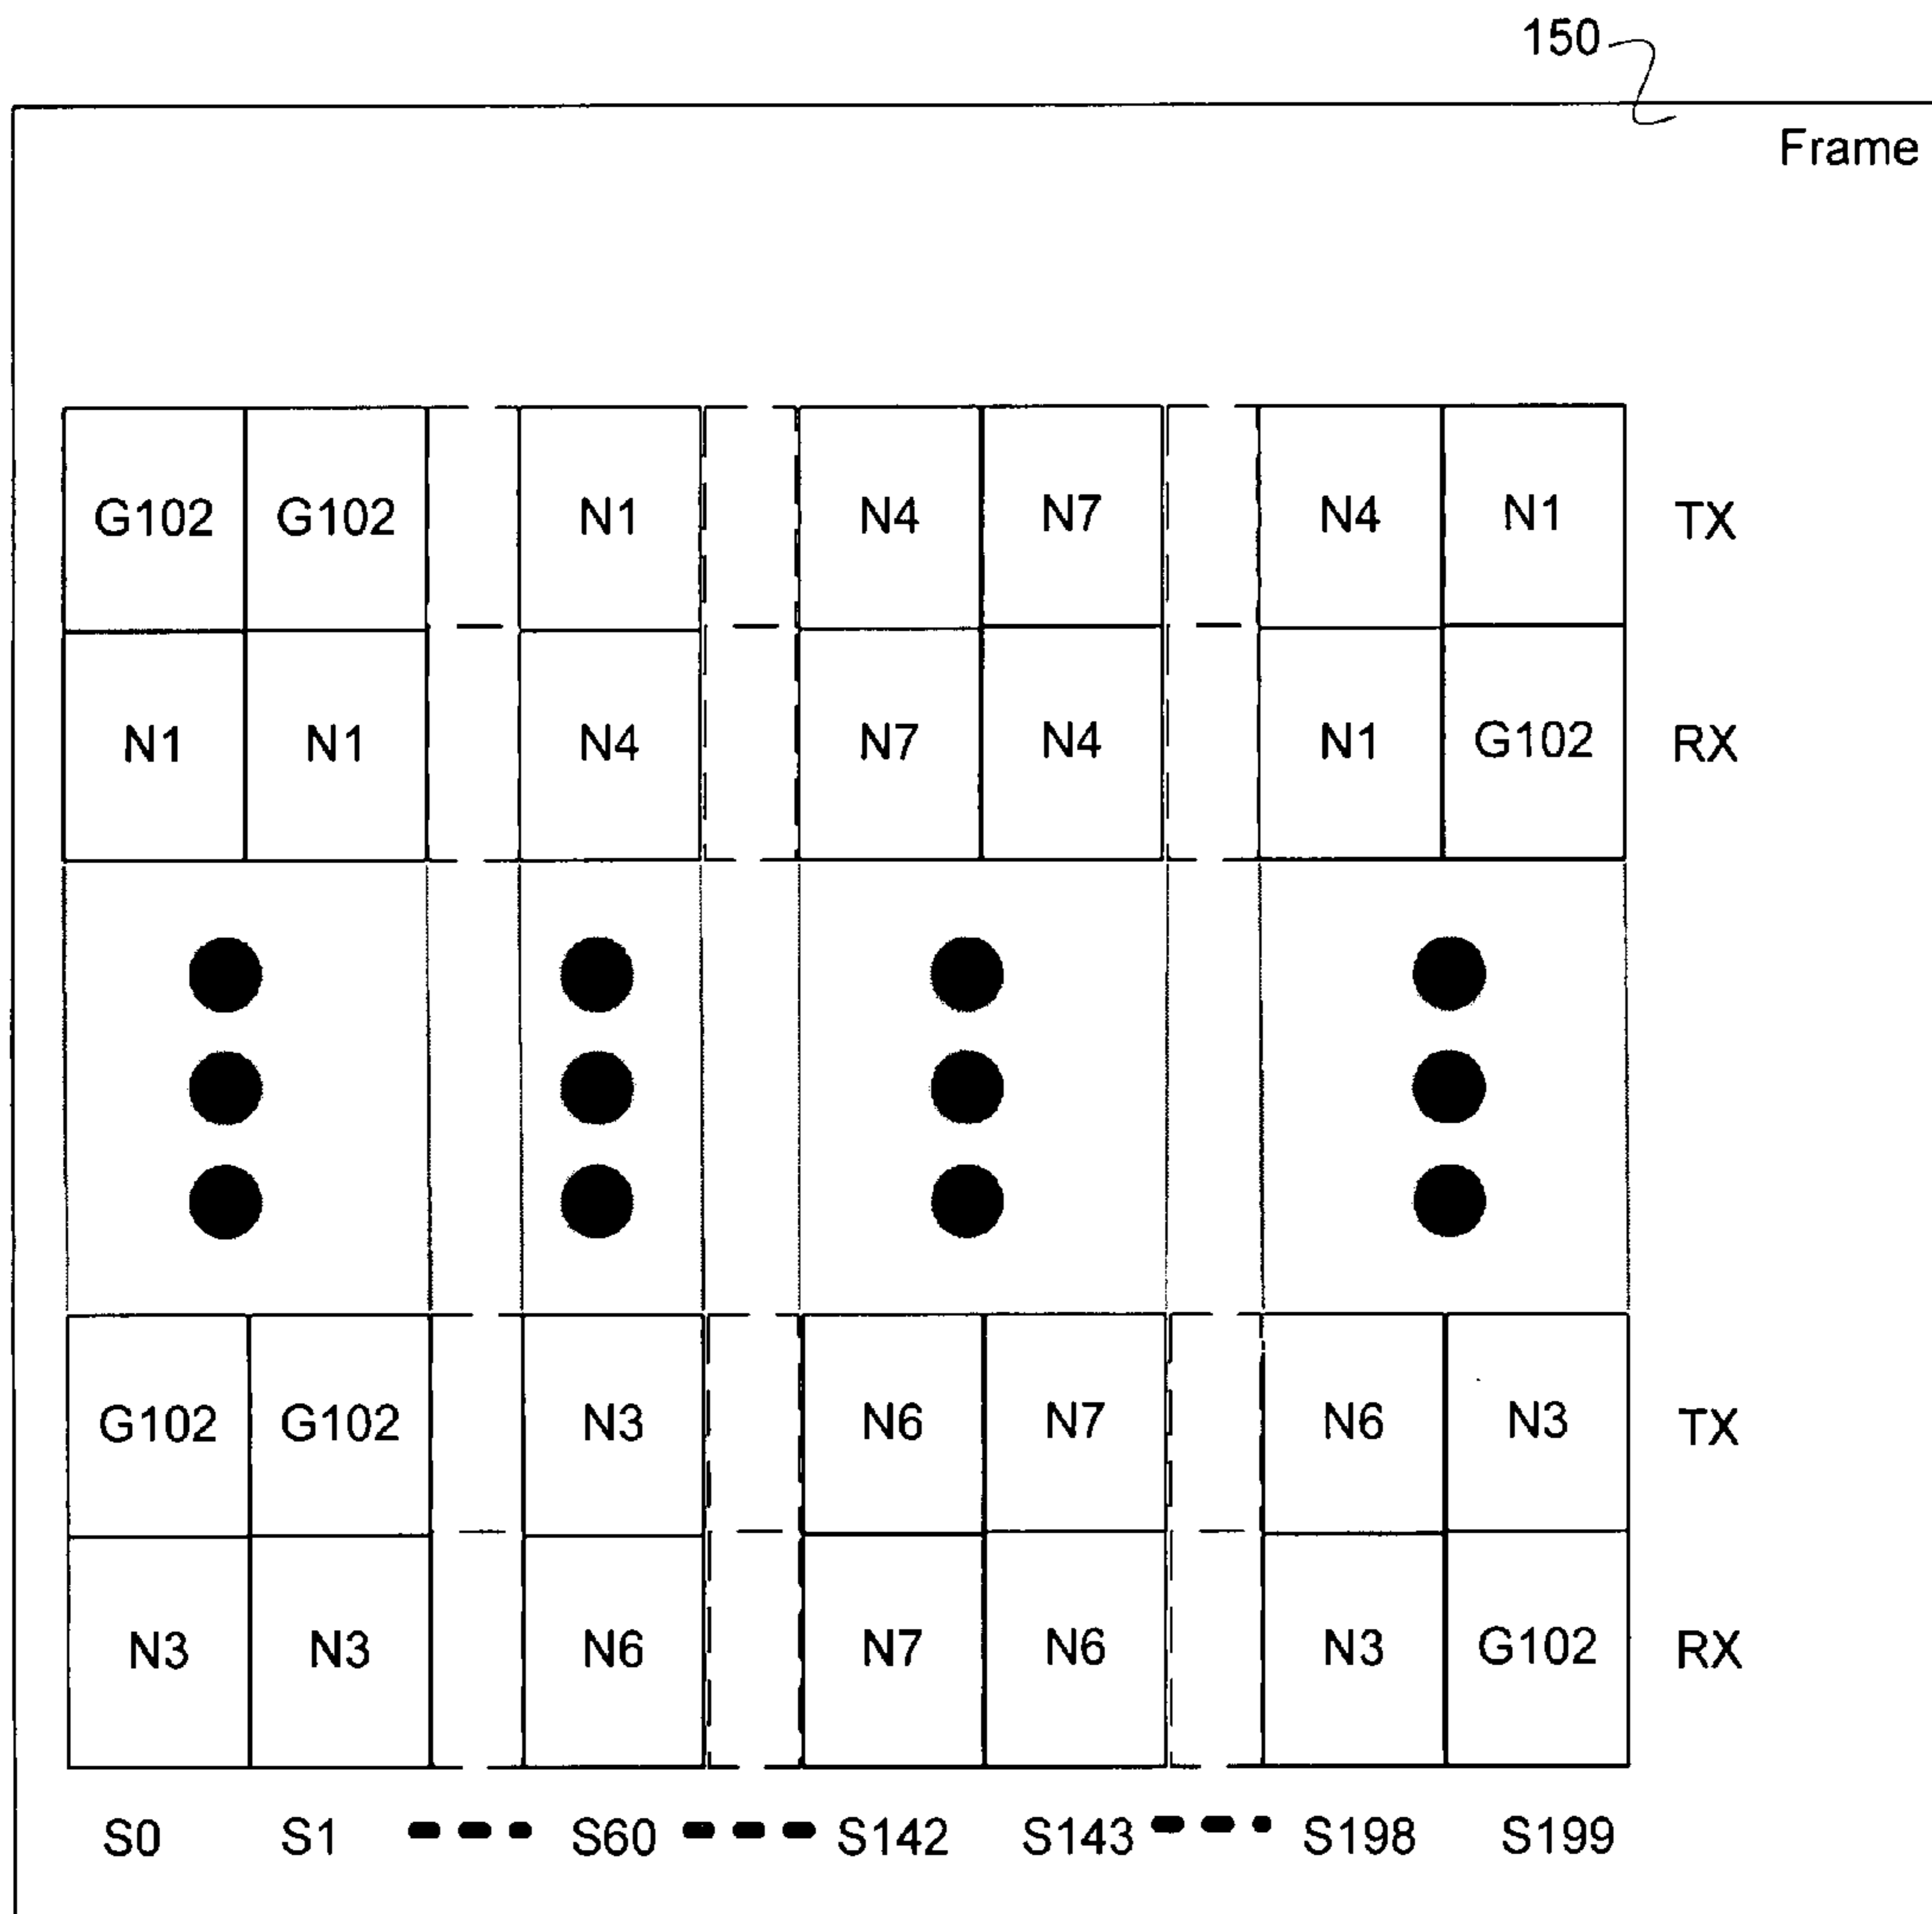 150
Frame
G102 G102 N1 N4 N7 N4 N1 TX
N1 N1 N4 N7 N4 N1 G102 RX
G102 G102 N3 N6 N7 N6 N3 TX
N3 N3 N6 N7 N6 N3 G102 RX
S0 S1 S60 S142 S143 S198 S199